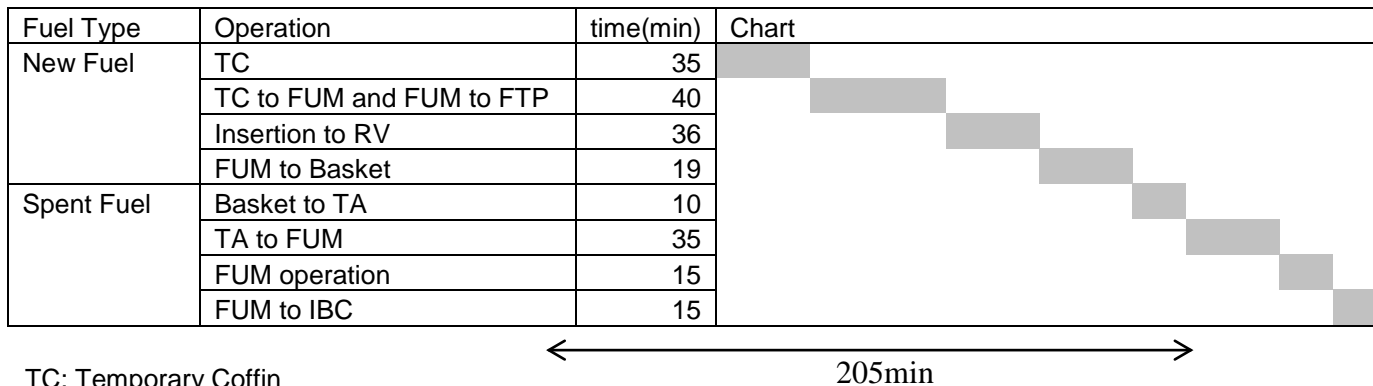 Fuel Type Operation time(min) Chart
New Fuel TC 35
TC to FUM and FUM to FTP 40
Insertion to RV 36
FUM to Basket 19
Spent Fuel Basket to TA 10
TA to FUM 35
FUM operation 15
FUM to IBC 15
205min
TC: Temporary Coffin